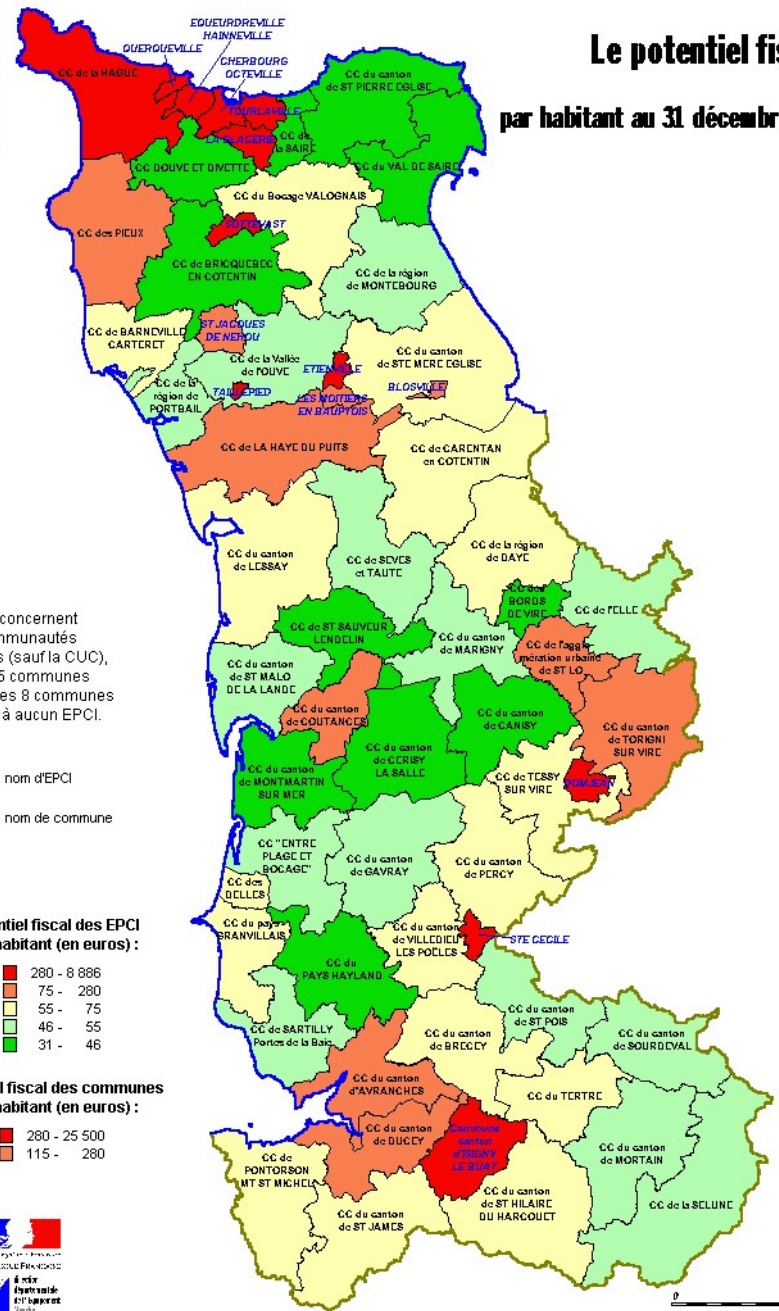 Le potentiel fis
par habitant au 31 décembr
EQUEURDREVILLE
HAINNEVILLE
QUERQUEVILLE
CHERBOURG
OCTEVILLE
CC de la HAGUE
TOURLAVILLE
LA GLACERIE
CC du canton
de ST PIERRE EGLISE
CC de
la SAIRE
CC DOUVE et DIVETTE
CC du VAL DE SAIRE
CC du Bocage VALOGNAIS
CC des PIEUX
SOTTEVAST
CC de BRICQUEBEC
EN COTENTIN
CC de la région
de MONTEBOURG
CC de BARNEVILLE
CARTERET
ST JACQUES
DE NEHOU
CC de la Vallée
de l'OUVE
ETIENVILLE
CC du canton
de STE MERE EGLISE
CC de la
région de
PORTBAIL
TAILLEPIED
LES MOITIERS
EN BAUPTOIS
BLOSVILLE
CC de LA HAYE DU PUITS
CC de CARENTAN
en COTENTIN
CC du canton
de LESSAY
CC de SEVES
et TAUTE
CC de la région
de DAYE
CC des
BORDS
DE VIRE
CC de l'ELLE
concernent
mmunautés
s (sauf la CUC),
5 communes
es 8 communes
à aucun EPCI.
CC de ST SAUVEUR
LENDELIN
CC du canton
de MARIGNY
CC de l'agglo
mération urbaine
de ST LO
CC du canton
de ST MALO
DE LA LANDE
CC du canton
de COUTANCES
CC du canton
de CANISY
CC du canton
de TORIGNI
SUR VIRE
CC du canton
de CERISY
LA SALLE
nom d'EPCI
CC du canton
de MONTMARTIN
SUR MER
CC de TESSY
SUR VIRE
DOMJEAN
nom de commune
CC "ENTRE
PLAGE ET
BOCAGE"
CC du canton
de GAVRAY
CC du canton
de PERCY
CC des
DELLES
CC du pays
GRANVILLAIS
CC du canton
de VILLEDIEU
LES POÊLES
STE CECILE
entiel fiscal des EPCI
habitant (en euros) :
280 - 8 886
75 - 280
55 - 75
46 - 55
31 - 46
CC du
PAYS HAYLAND
CC de SARTILLY
Portes de la Baie
CC du canton
de ST POIS
CC du canton
de BRECEY
CC du canton
de SOURDEVAL
l fiscal des communes
habitant (en euros) :
280 - 25 500
115 - 280
CC du canton
d'AVRANCHES
CC du TERTRE
CC du canton
de DUCEY
Commune
canton
d'ISIGNY
LE BUAT
CC du canton
de MORTAIN
CC de
PONTORSON
MT ST MICHEL
CC du canton
de ST JAMES
CC du canton
de ST HILAIRE
DU HARCOUET
CC de la SELUNE
direction
départementale
de l'Equipement
0